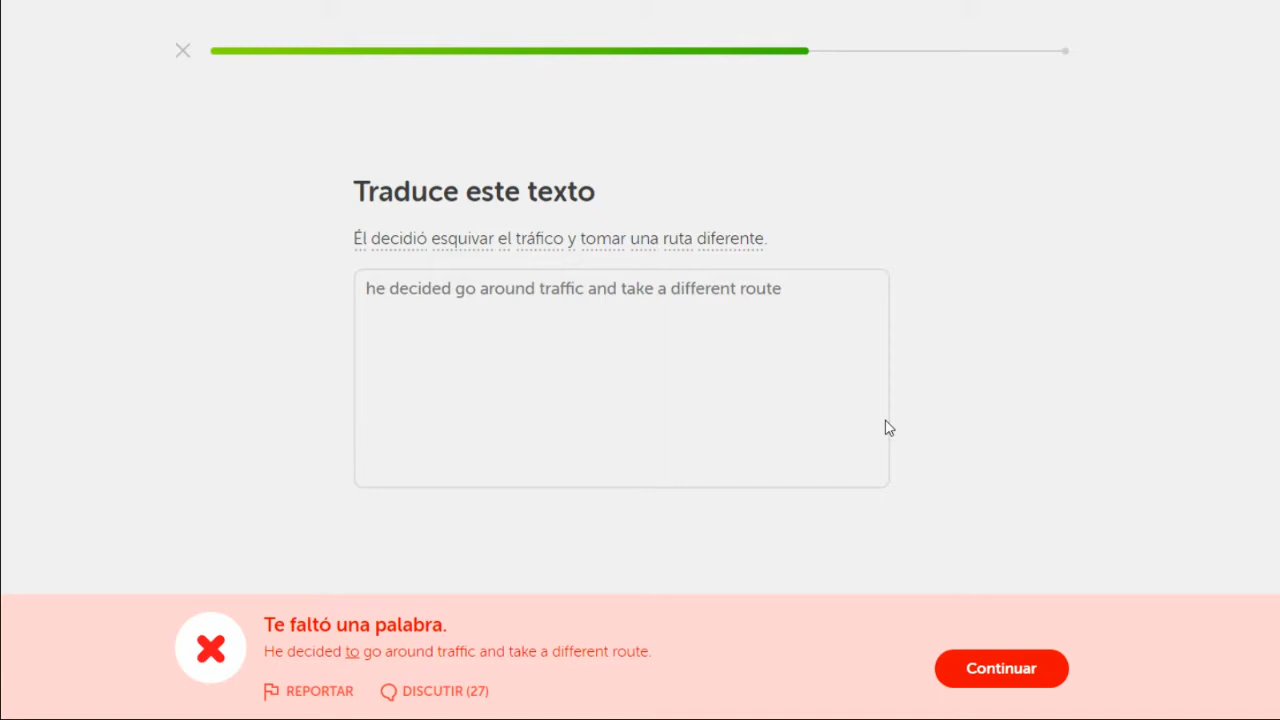 Traduce este texto
Él decidió esquivar el tráfico y tomar una ruta diferente.
he decided go around traffic and take a different route
Te faltó una palabra.
He decided to go around traffic and take a different route.
REPORTAR DISCUTIR (27)
Continuar